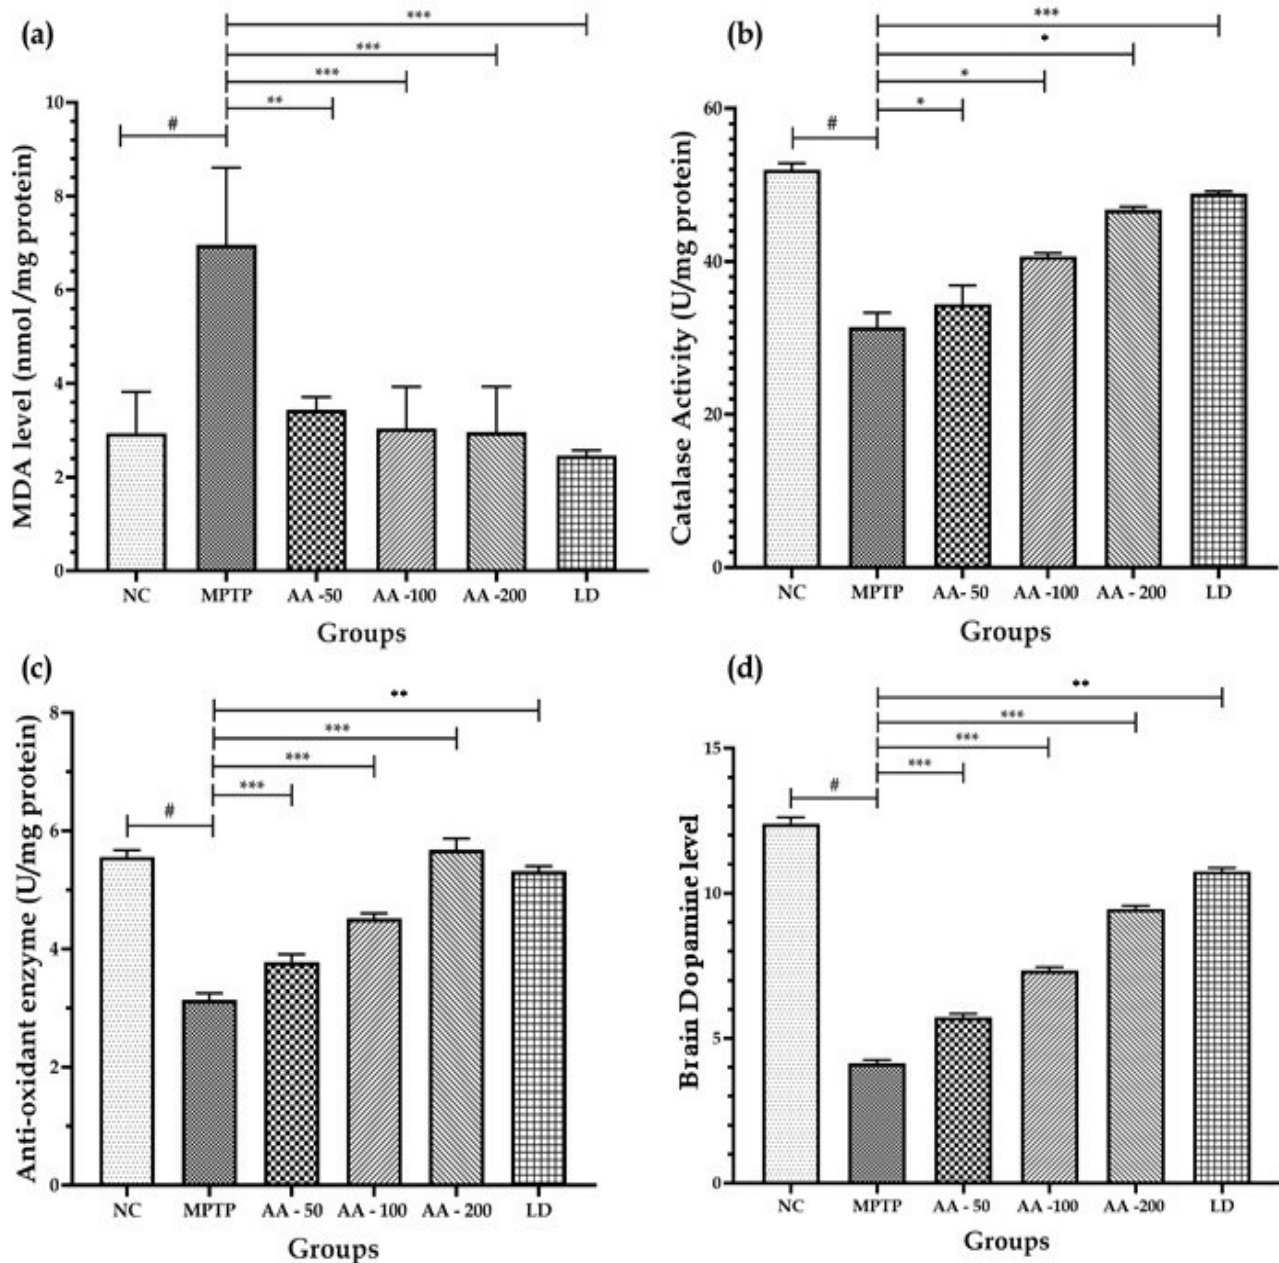 (a)
***
***
***
**
#
MDA level (nmol /mg protein)
10
8
6
4
2
0
NC MPTP AA -50 AA -100 AA -200 LD
Groups
(b)
***
*
*
*
#
Catalase Activity (U/mg protein)
60
40
20
0
NC MPTP AA- 50 AA -100 AA - 200 LD
Groups
(c)
**
***
***
***
#
Anti-oxidant enzyme (U/mg protein)
8
6
4
2
0
NC MPTP AA - 50 AA - 100 AA - 200 LD
Groups
(d)
**
***
***
***
#
Brain Dopamine level
15
10
5
0
NC MPTP AA - 50 AA -100 AA -200 LD
Groups